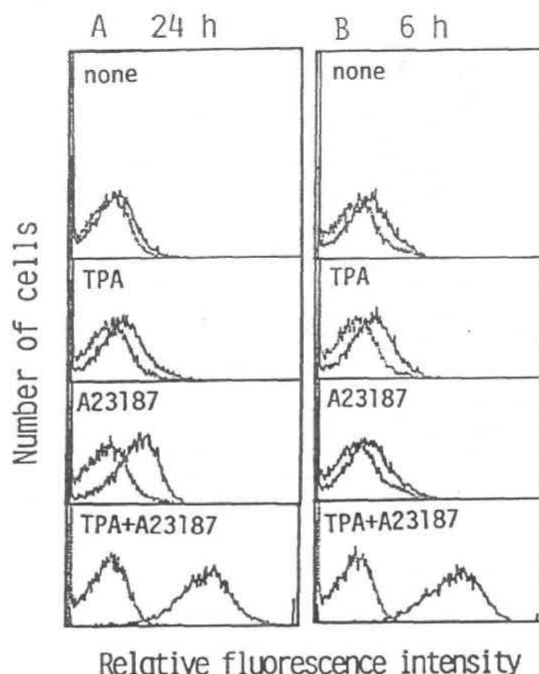 A 24 h
B 6 h
none
none
TPA
TPA
A23187
A23187
TPA+A23187
TPA+A23187
Number of cells
Relative fluorescence intensity